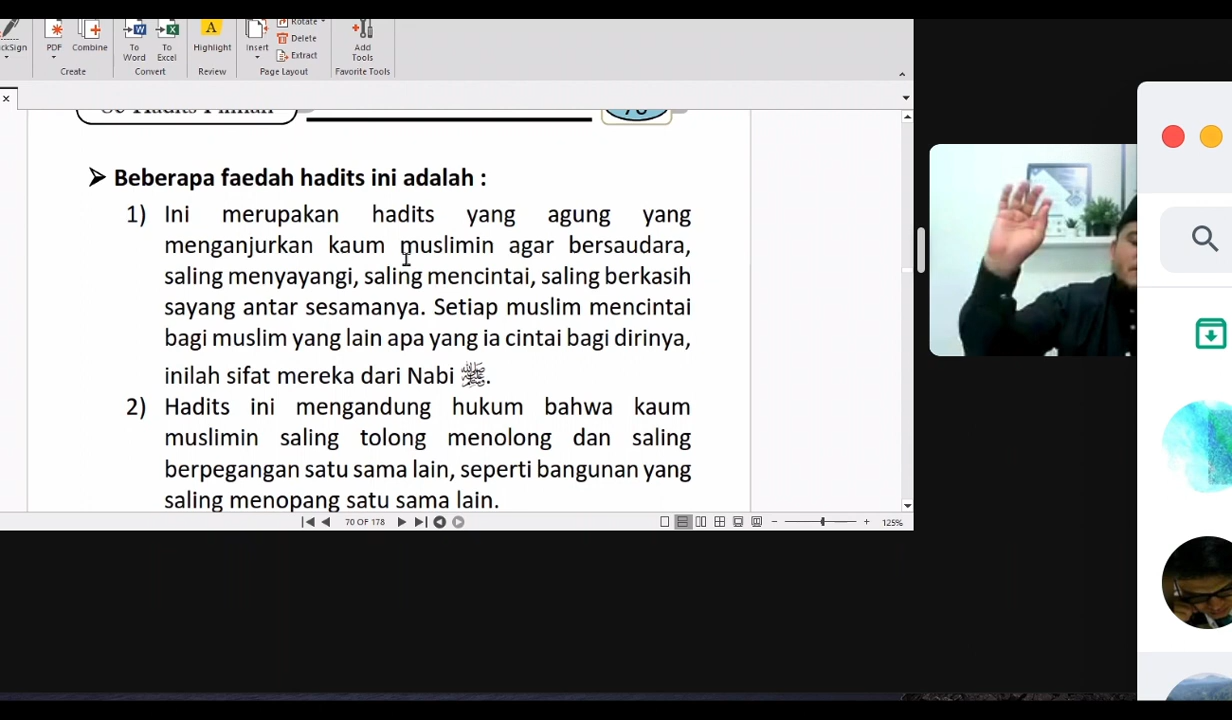 Sign
PDF
Combine
To Word
To Excel
Highlight
Insert
Rotate
Delete
Extract
Add Tools
Create
Convert
Review
Page Layout
Favorite Tools
Beberapa faedah hadits ini adalah :
1) Ini merupakan hadits yang agung yang
menganjurkan kaum muslimin agar bersaudara,
saling menyayangi, saling mencintai, saling berkasih
sayang antar sesamanya. Setiap muslim mencintai
bagi muslim yang lain apa yang ia cintai bagi dirinya,
inilah sifat mereka dari Nabi ﷺ.
2) Hadits ini mengandung hukum bahwa kaum
muslimin saling tolong menolong dan saling
berpegangan satu sama lain, seperti bangunan yang
saling menopang satu sama lain.
70 OF 178
125%